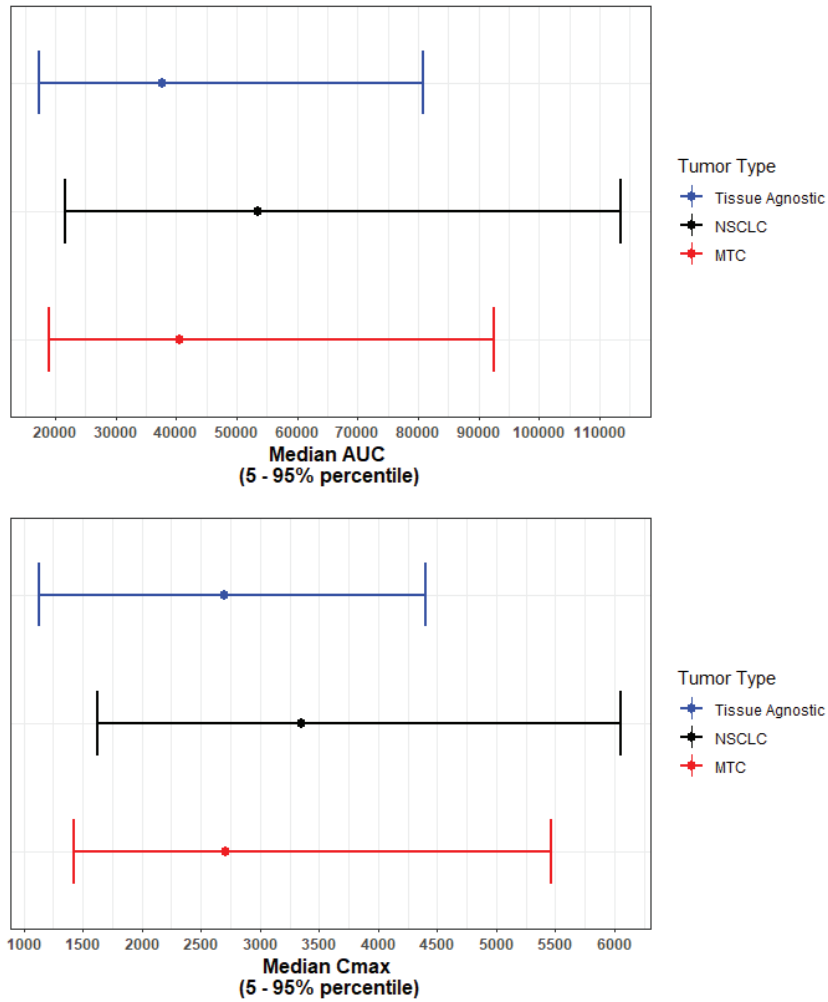 Tumor Type
Tissue Agnostic
NSCLC
MTC
20000 30000 40000 50000 60000 70000 80000 90000 100000 110000
Median AUC
(5 - 95% percentile)
Tumor Type
Tissue Agnostic
NSCLC
MTC
1000 1500 2000 2500 3000 3500 4000 4500 5000 5500 6000
Median Cmax
(5 - 95% percentile)